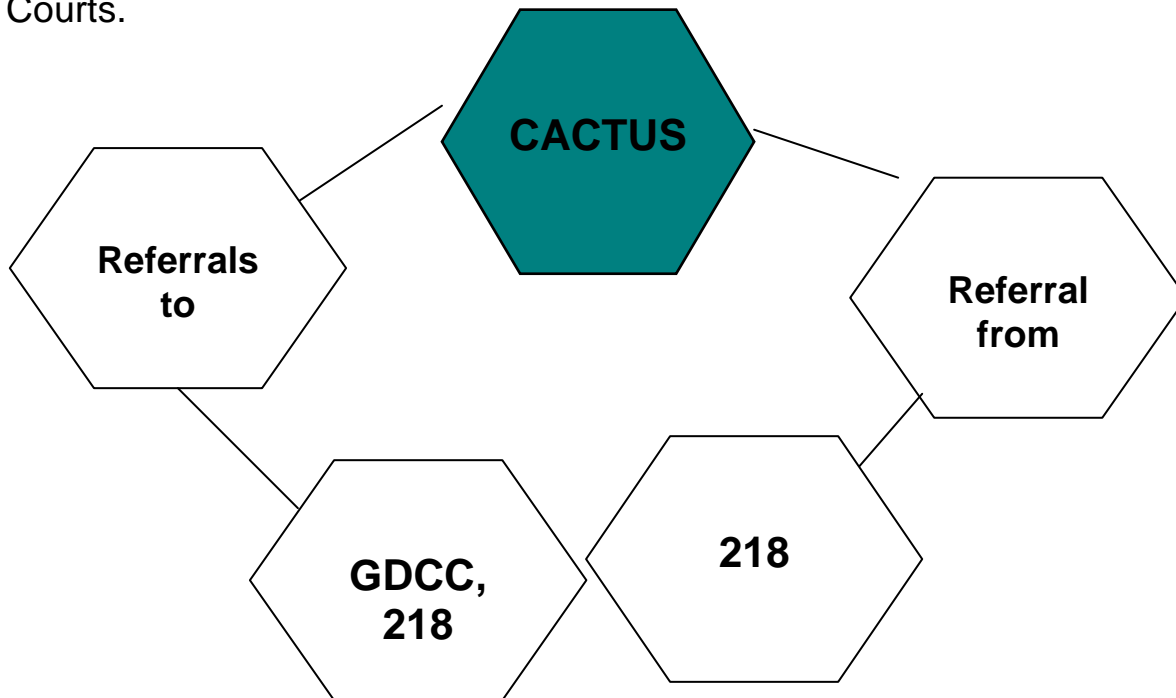 Courts.
CACTUS
Referrals
to
Referral
from
GDCC,
218
218